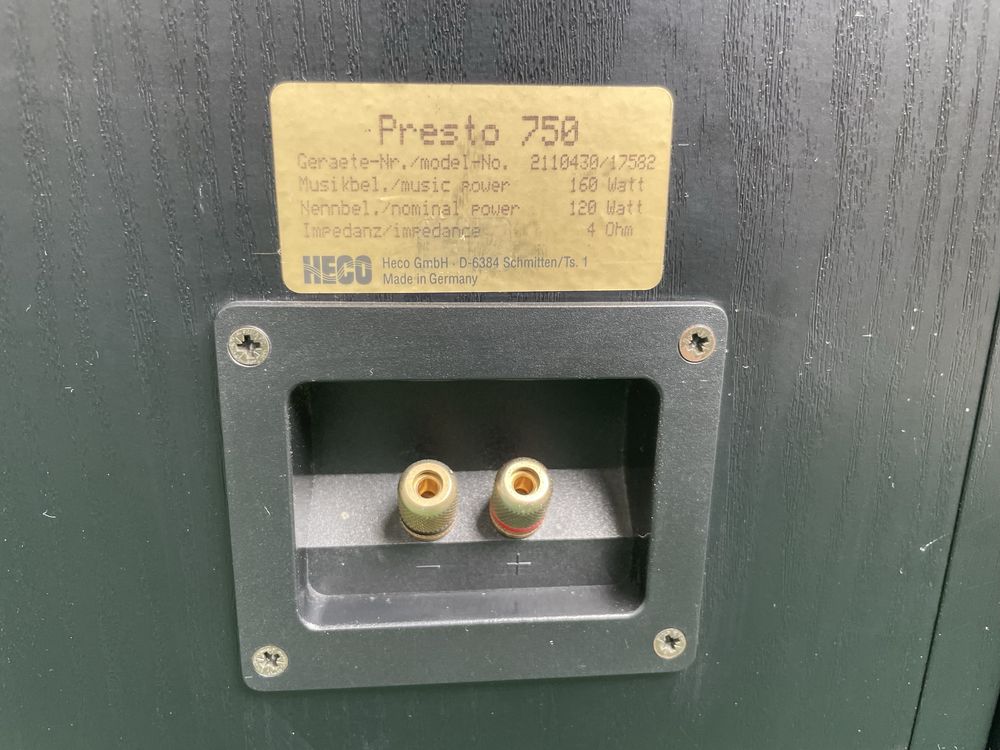 Presto 750
Geraete-Nr./model-No. 2110430/17582
Musikbel./music power 160 Watt
Nennbel./nominal power 120 Watt
Impedanz/impedance 4 Ohm
HECO Heco GmbH · D-6384 Schmitten/Ts. 1
Made in Germany
− +